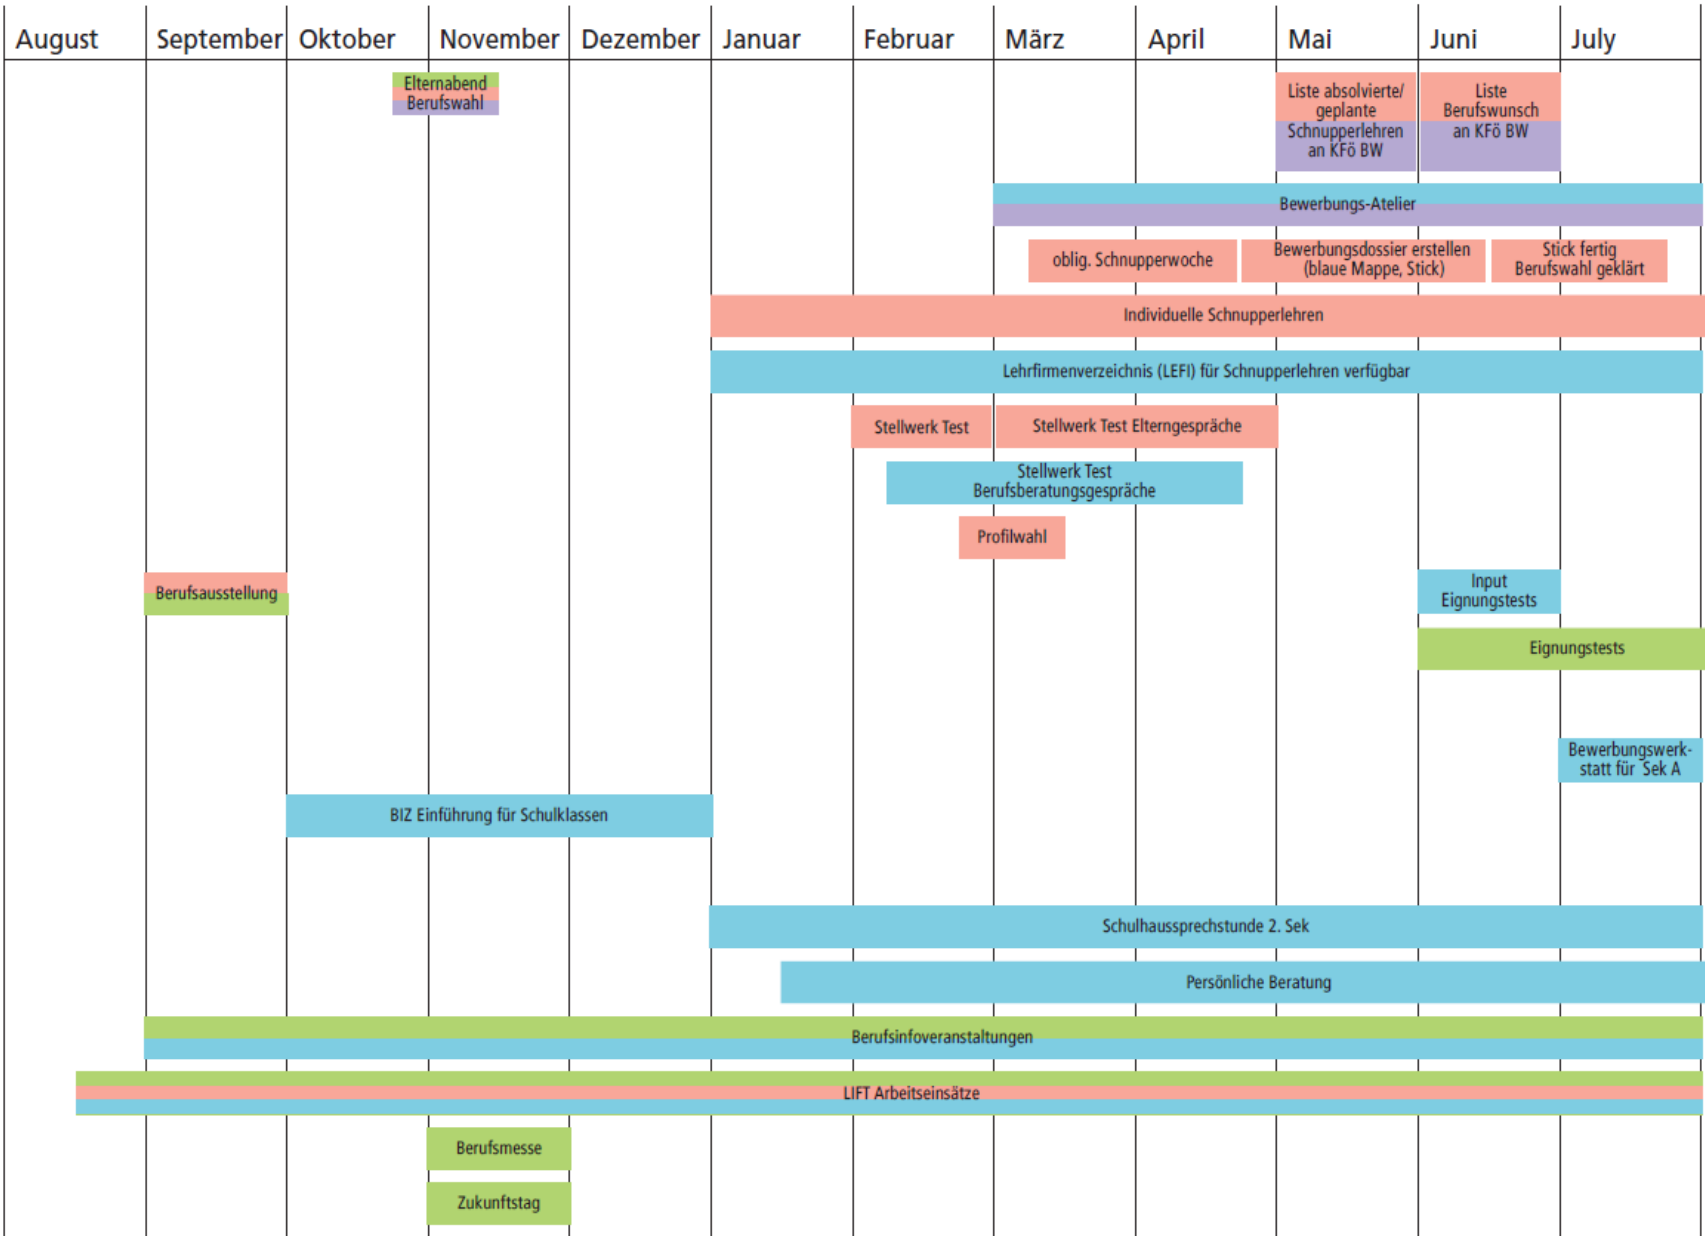 August September Oktober November Dezember Januar Februar März April Mai Juni July
Elternabend
Berufswahl
Liste absolvierte/
geplante
Schnupperlehren
an KFö BW
Liste
Berufswunsch
an KFö BW
Bewerbungs-Atelier
oblig. Schnupperwoche
Bewerbungsdossier erstellen
(blaue Mappe, Stick)
Stick fertig
Berufswahl geklärt
Individuelle Schnupperlehren
Lehrfirmenverzeichnis (LEFI) für Schnupperlehren verfügbar
Stellwerk Test
Stellwerk Test Elterngespräche
Stellwerk Test
Berufsberatungsgespräche
Profilwahl
Berufsausstellung
Input
Eignungstests
Eignungstests
Bewerbungswerk-
statt für Sek A
BIZ Einführung für Schulklassen
Schulhaussprechstunde 2. Sek
Persönliche Beratung
Berufsinfoveranstaltungen
LIFT Arbeitseinsätze
Berufsmesse
Zukunftstag